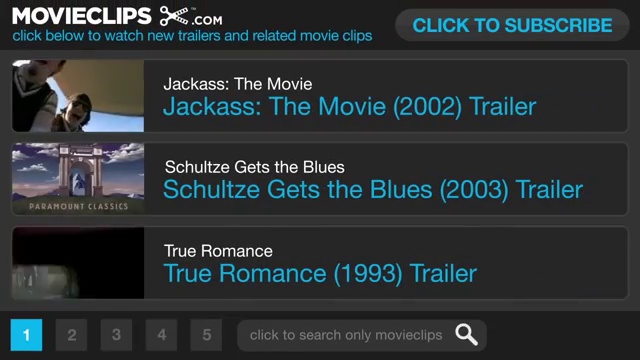 MOVIECLIPS .COM
CLICK TO SUBSCRIBE
click below to watch new trailers and related movie clips
Jackass: The Movie
Jackass: The Movie (2002) Trailer
PARAMOUNT CLASSICS
Schultze Gets the Blues
Schultze Gets the Blues (2003) Trailer
True Romance
True Romance (1993) Trailer
1 2 3 4 5 click to search only movieclips